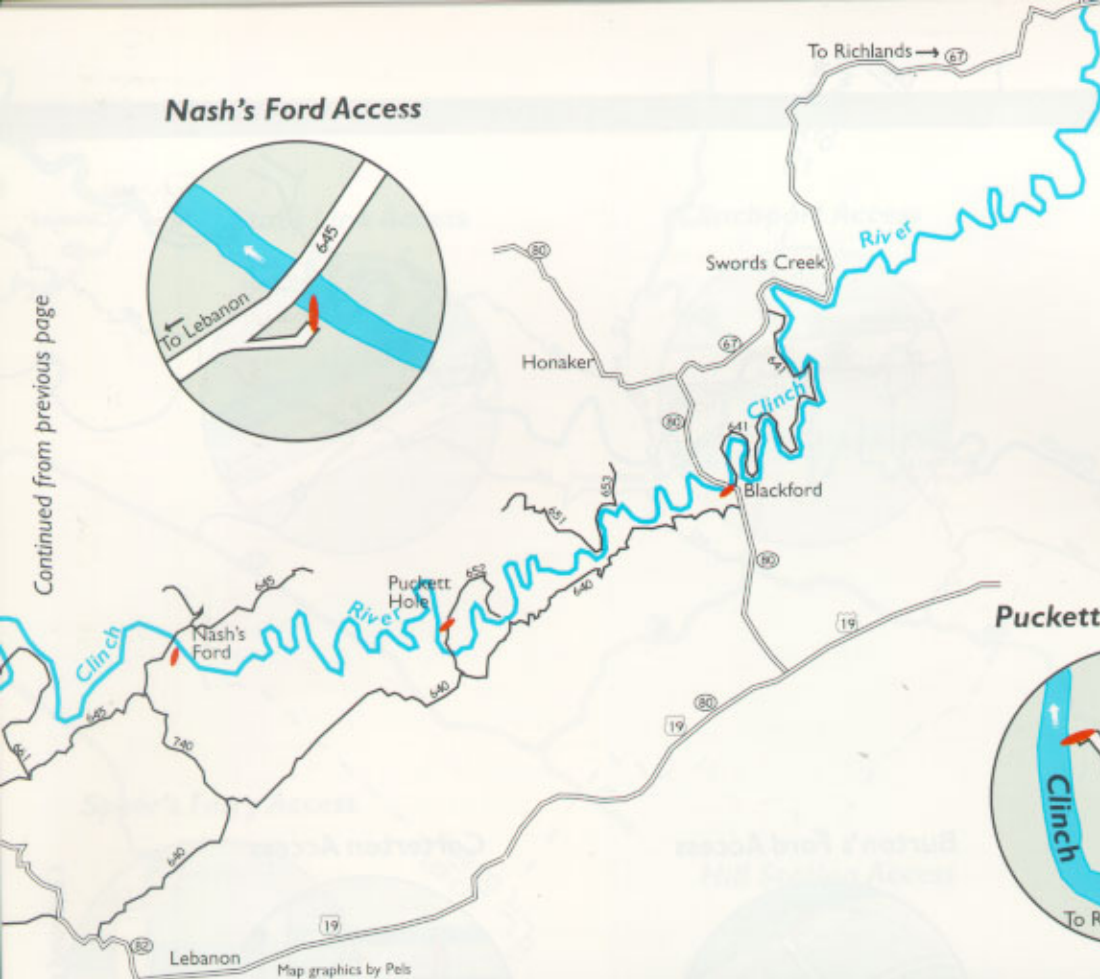 To Richlands → 67
Nash's Ford Access
645
To Lebanon
Continued from previous page
80
Swords Creek
River
67
Honaker
641
Clinch
80
641
Blackford
653
651
80
640
Puckett
Hole
652
645
River
Nash's
Ford
Clinch
19
Puckett
640
80
19
645
661
740
Clinch
640
To R
82
Lebanon
19
Map graphics by Pels